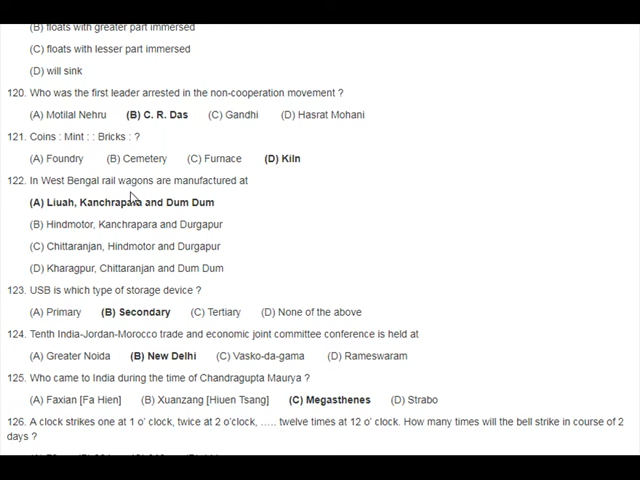 (B) floats with greater part immersed
(C) floats with lesser part immersed
(D) will sink
120. Who was the first leader arrested in the non-cooperation movement ?
(A) Motilal Nehru (B) C. R. Das (C) Gandhi (D) Hasrat Mohani
121. Coins : Mint : : Bricks : ?
(A) Foundry (B) Cemetery (C) Furnace (D) Kiln
122. In West Bengal rail wagons are manufactured at
(A) Liuah, Kanchrapara and Dum Dum
(B) Hindmotor, Kanchrapara and Durgapur
(C) Chittaranjan, Hindmotor and Durgapur
(D) Kharagpur, Chittaranjan and Dum Dum
123. USB is which type of storage device ?
(A) Primary (B) Secondary (C) Tertiary (D) None of the above
124. Tenth India-Jordan-Morocco trade and economic joint committee conference is held at
(A) Greater Noida (B) New Delhi (C) Vasko-da-gama (D) Rameswaram
125. Who came to India during the time of Chandragupta Maurya ?
(A) Faxian [Fa Hien] (B) Xuanzang [Hiuen Tsang] (C) Megasthenes (D) Strabo
126. A clock strikes one at 1 o' clock, twice at 2 o'clock, ..... twelve times at 12 o' clock. How many times will the bell strike in course of 2
days ?